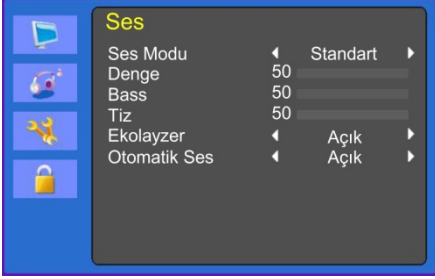 Ses
Ses Modu Standart
Denge 50
Bass 50
Tiz 50
Ekolayzer Açık
Otomatik Ses Açık